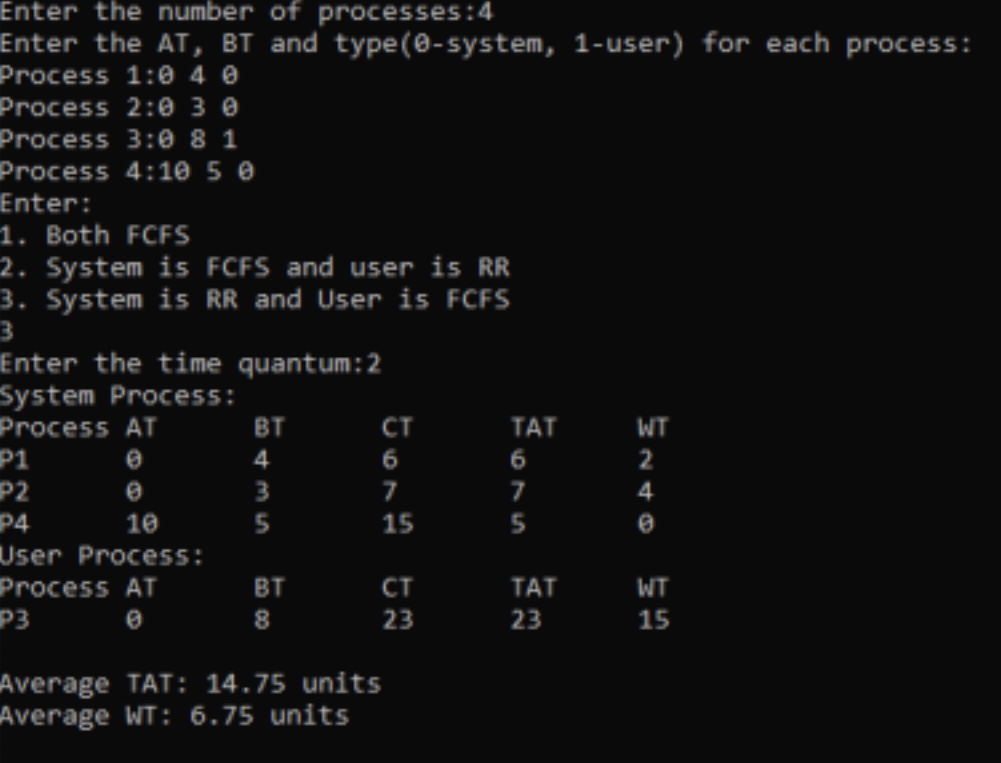 Enter the number of processes:4
Enter the AT, BT and type(0-system, 1-user) for each process:
Process 1:0 4 0
Process 2:0 3 0
Process 3:0 8 1
Process 4:10 5 0
Enter:
1. Both FCFS
2. System is FCFS and user is RR
3. System is RR and User is FCFS
3
Enter the time quantum:2
System Process:
Process AT BT CT TAT WT
P1 0 4 6 6 2
P2 0 3 7 7 4
P4 10 5 15 5 0
User Process:
Process AT BT CT TAT WT
P3 0 8 23 23 15
Average TAT: 14.75 units
Average WT: 6.75 units